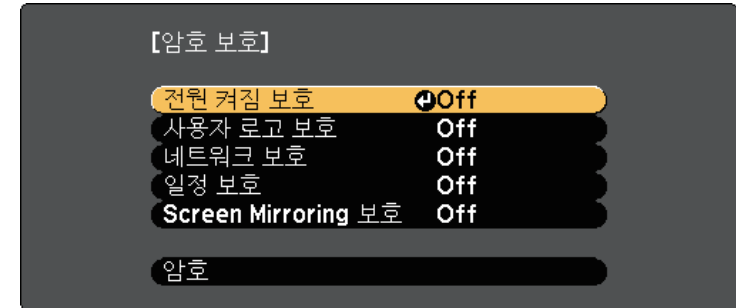 [암호 보호]
전원 켜짐 보호 Off
사용자 로고 보호 Off
네트워크 보호 Off
일정 보호 Off
Screen Mirroring 보호 Off
암호